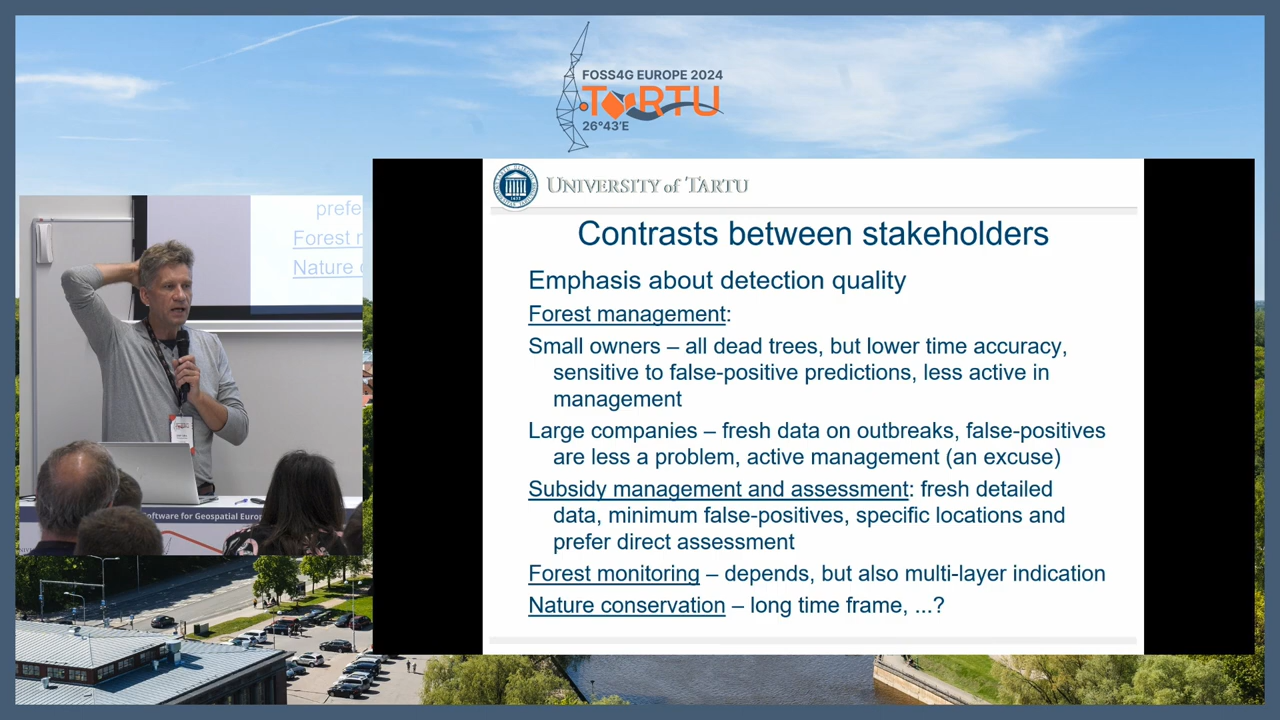 FOSS4G EUROPE 2024
TORTU
26°43'E
UNIVERSITY of TARTU
Contrasts between stakeholders
Emphasis about detection quality
Forest management:
Small owners – all dead trees, but lower time accuracy,
sensitive to false-positive predictions, less active in
management
Large companies – fresh data on outbreaks, false-positives
are less a problem, active management (an excuse)
Subsidy management and assessment: fresh detailed
data, minimum false-positives, specific locations and
prefer direct assessment
Forest monitoring – depends, but also multi-layer indication
Nature conservation – long time frame, ...?
prefe
Forest r
Nature c
Software for Geospatial Europ